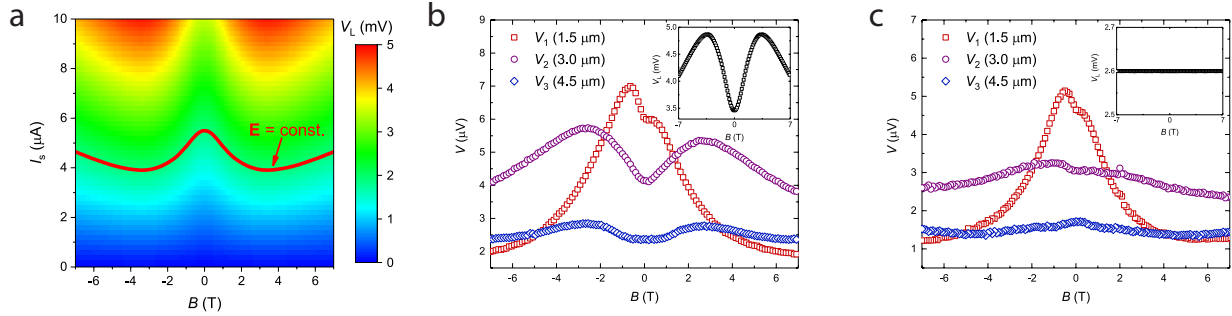 a
V_L (mV)
10
8
6
4
2
0
I_s (μA)
E = const.
5
4
3
2
1
0
-6 -4 -2 0 2 4 6
B (T)
b
9
8
7
6
5
4
3
2
V (μV)
V_1 (1.5 μm)
V_2 (3.0 μm)
V_3 (4.5 μm)
5.0
4.5
4.0
3.5
V_L (mV)
-7 0 7
B (T)
-6 -4 -2 0 2 4 6
B (T)
c
7
6
5
4
3
2
1
V (μV)
V_1 (1.5 μm)
V_2 (3.0 μm)
V_3 (4.5 μm)
2.7
2.6
2.5
V_L (mV)
-7 0 7
B (T)
-6 -4 -2 0 2 4 6
B (T)